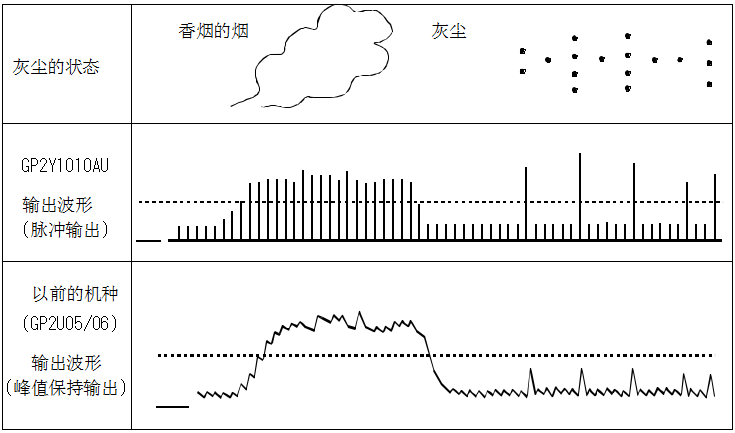 香烟的烟
灰尘
灰尘的状态
GP2Y1010AU
输出波形
(脉冲输出)
以前的机种
(GP2U05/06)
输出波形
(峰值保持输出)